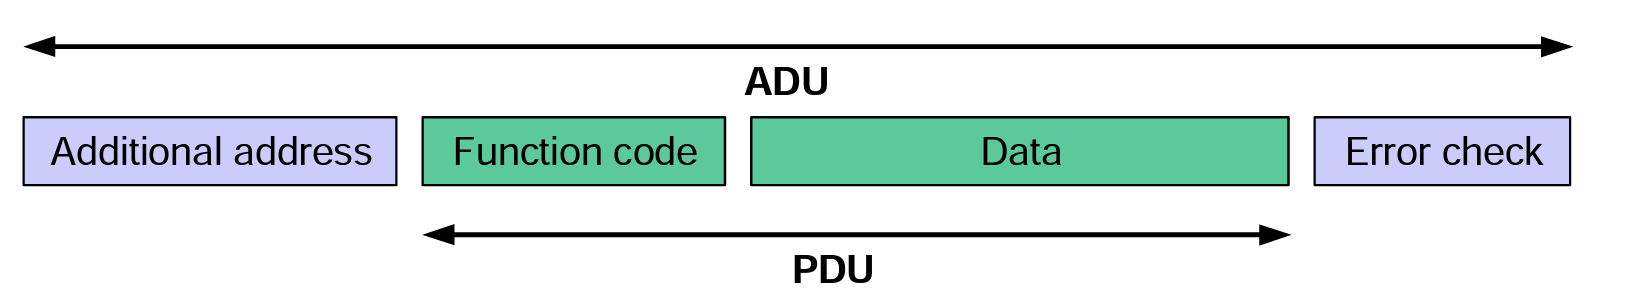 ADU
Additional address
Function code
Data
Error check
PDU